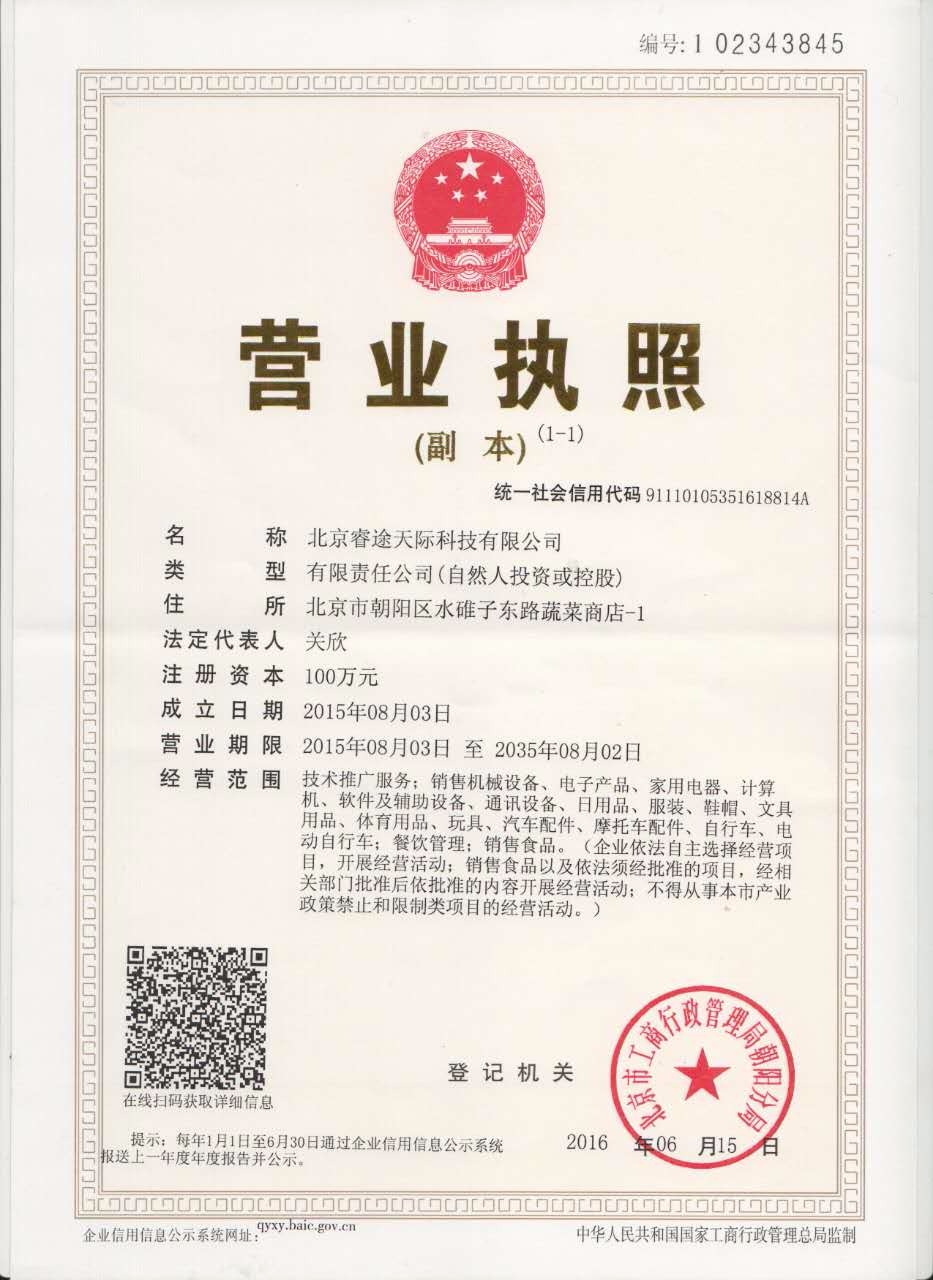 编号:1 02343845
营业执照
(副 本) (1-1)
统一社会信用代码 91110105351618814A
名 称 北京睿途天际科技有限公司
类 型 有限责任公司(自然人投资或控股)
住 所 北京市朝阳区水碓子东路蔬菜商店-1
法定代表人 关欣
注册资本 100万元
成立日期 2015年08月03日
营业期限 2015年08月03日 至 2035年08月02日
经营范围 技术推广服务；销售机械设备、电子产品、家用电器、计算
机、软件及辅助设备、通讯设备、日用品、服装、鞋帽、文具
用品、体育用品、玩具、汽车配件、摩托车配件、自行车、电
动自行车；餐饮管理；销售食品。（企业依法自主选择经营项
目，开展经营活动；销售食品以及依法须经批准的项目，经相
关部门批准后依批准的内容开展经营活动；不得从事本市产业
政策禁止和限制类项目的经营活动。）
在线扫码获取详细信息
登记机关
北京市工商行政管理局朝阳分局
提示：每年1月1日至6月30日通过企业信用信息公示系统
报送上一年度年度报告并公示。
2016 年06 月15 日
企业信用信息公示系统网址：qyxy.baic.gov.cn
中华人民共和国国家工商行政管理总局监制